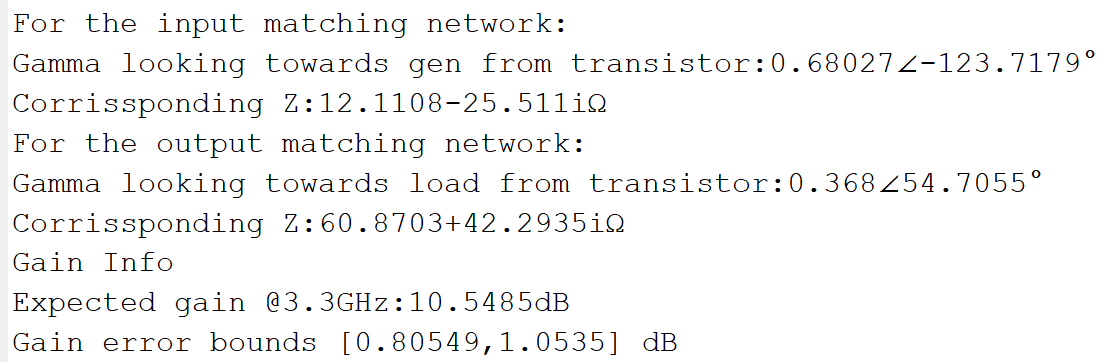 For the input matching network:
Gamma looking towards gen from transistor:0.68027∠-123.7179°
Corrissponding Z:12.1108-25.511iΩ
For the output matching network:
Gamma looking towards load from transistor:0.368∠54.7055°
Corrissponding Z:60.8703+42.2935iΩ
Gain Info
Expected gain @3.3GHz:10.5485dB
Gain error bounds [0.80549,1.0535] dB